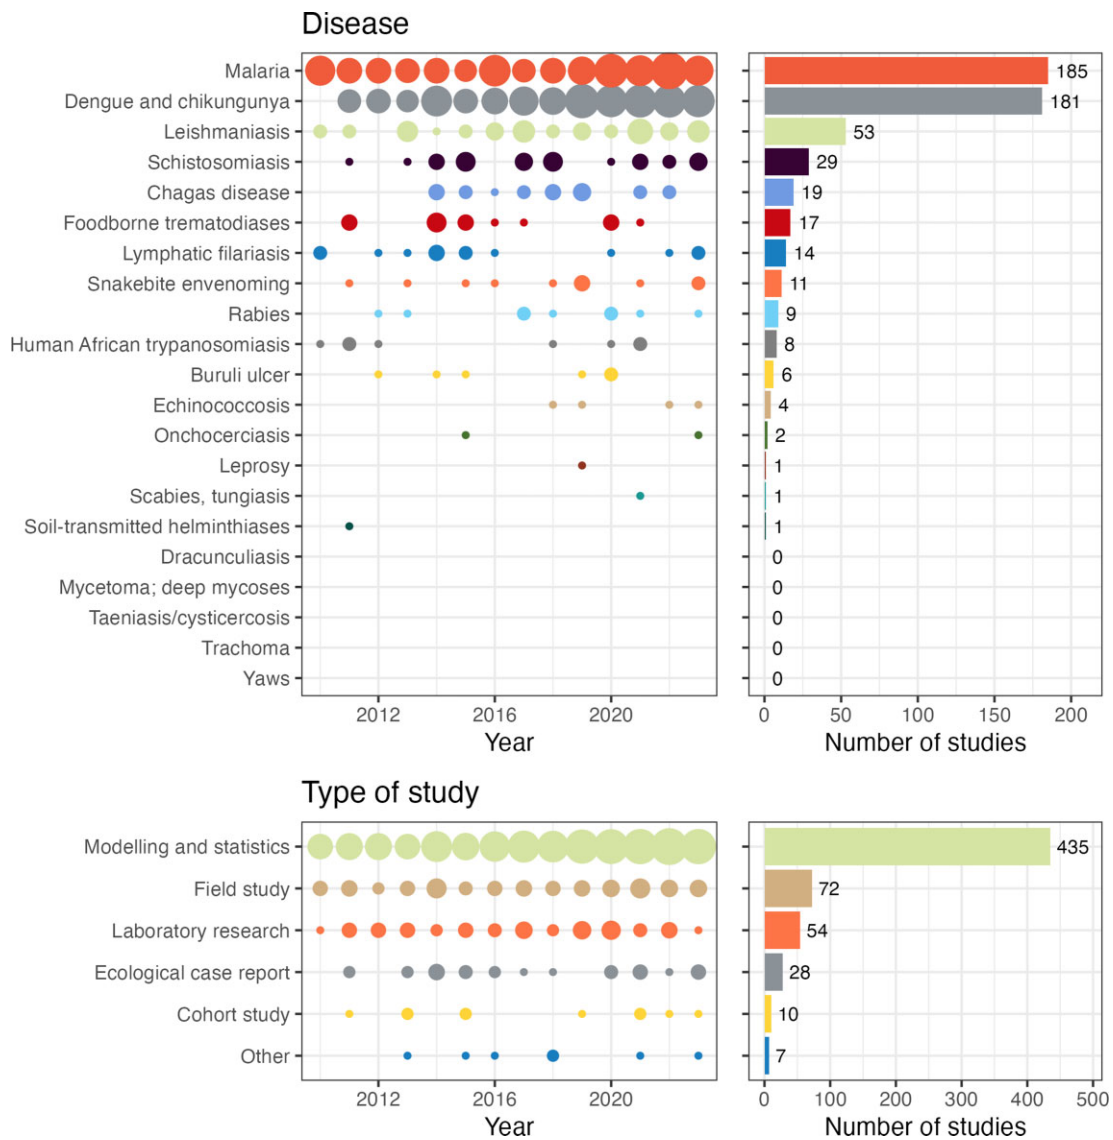 Disease
Malaria 185
Dengue and chikungunya 181
Leishmaniasis 53
Schistosomiasis 29
Chagas disease 19
Foodborne trematodiases 17
Lymphatic filariasis 14
Snakebite envenoming 11
Rabies 9
Human African trypanosomiasis 8
Buruli ulcer 6
Echinococcosis 4
Onchocerciasis 2
Leprosy 1
Scabies, tungiasis 1
Soil-transmitted helminthiases 1
Dracunculiasis 0
Mycetoma; deep mycoses 0
Taeniasis/cysticercosis 0
Trachoma 0
Yaws 0
2012 2016 2020 0 50 100 150 200
Year Number of studies
Type of study
Modelling and statistics 435
Field study 72
Laboratory research 54
Ecological case report 28
Cohort study 10
Other 7
2012 2016 2020 0 100 200 300 400 500
Year Number of studies